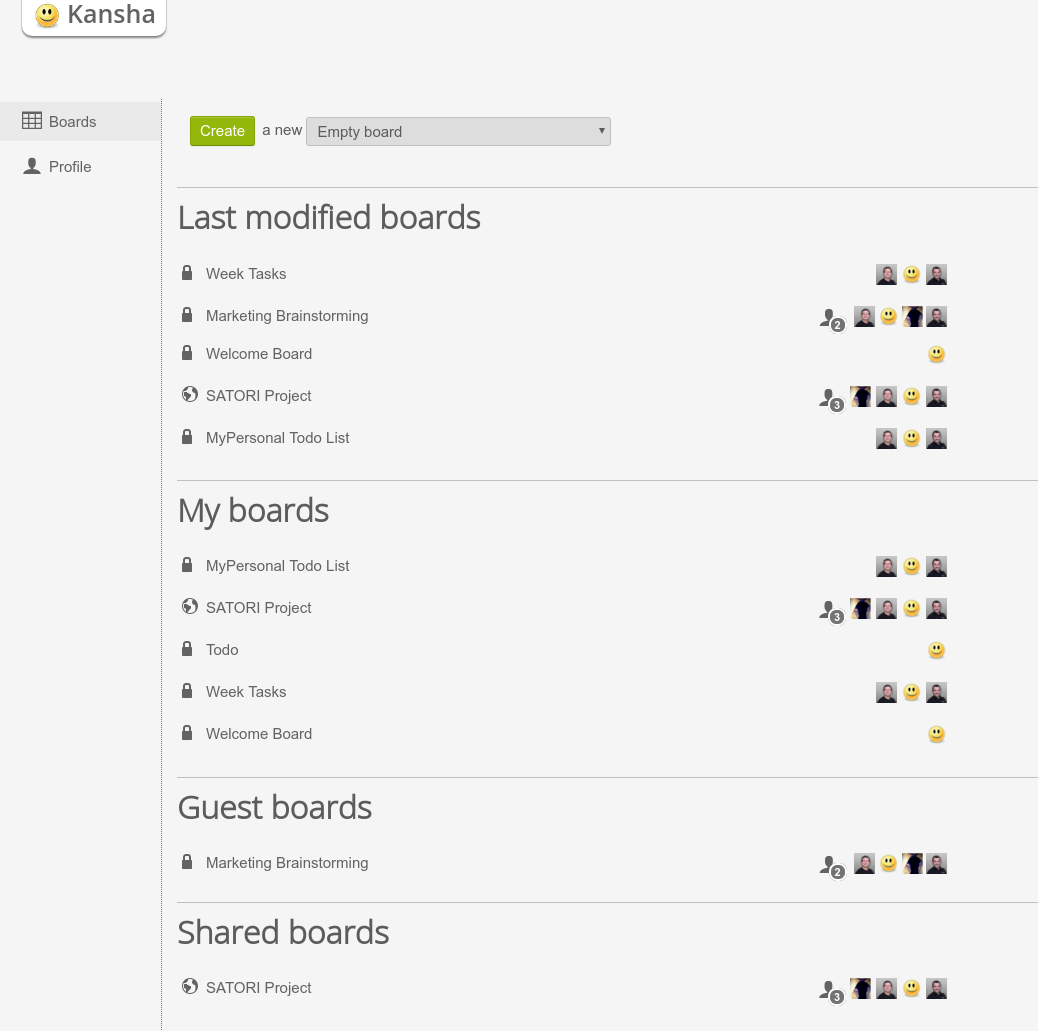 Kansha
Boards
Profile
Create a new Empty board
Last modified boards
Week Tasks
Marketing Brainstorming 2
Welcome Board
SATORI Project 3
MyPersonal Todo List
My boards
MyPersonal Todo List
SATORI Project 3
Todo
Week Tasks
Welcome Board
Guest boards
Marketing Brainstorming 2
Shared boards
SATORI Project 3